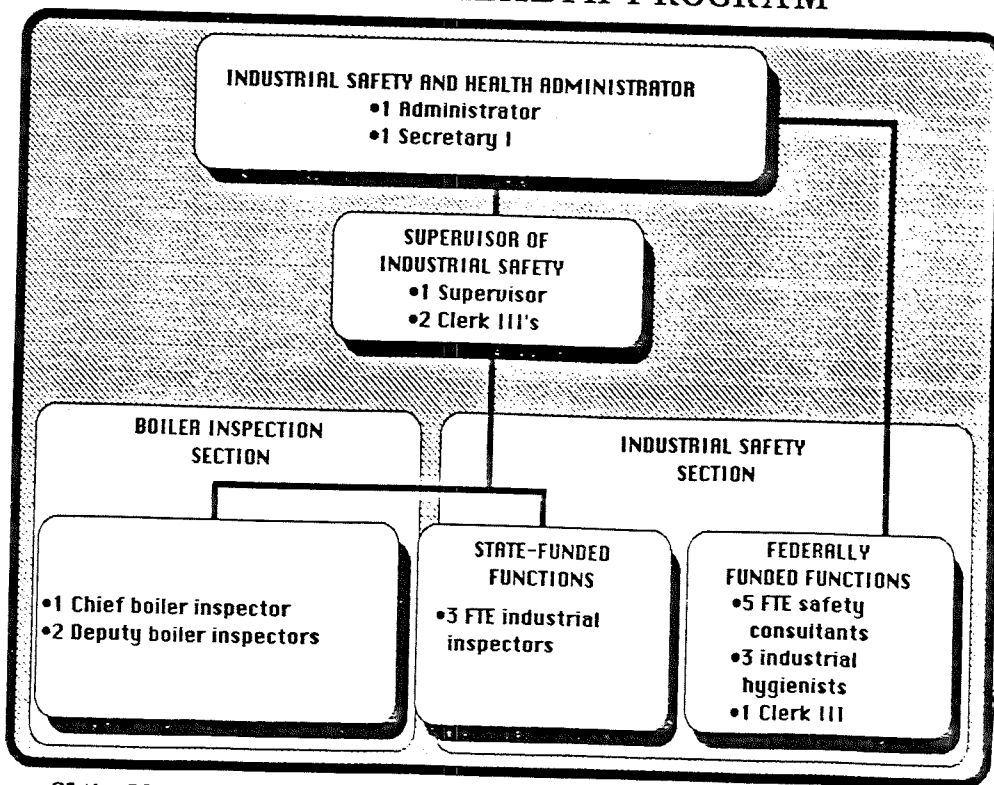 PROGRAM
INDUSTRIAL SAFETY AND HEALTH ADMINISTRATOR
•1 Administrator
•1 Secretary I
SUPERVISOR OF
INDUSTRIAL SAFETY
•1 Supervisor
•2 Clerk III's
BOILER INSPECTION
SECTION
•1 Chief boiler inspector
•2 Deputy boiler inspectors
INDUSTRIAL SAFETY
SECTION
STATE-FUNDED
FUNCTIONS
•3 FTE industrial
inspectors
FEDERALLY
FUNDED FUNCTIONS
•5 FTE safety
consultants
•3 industrial
hygienists
•1 Clerk III